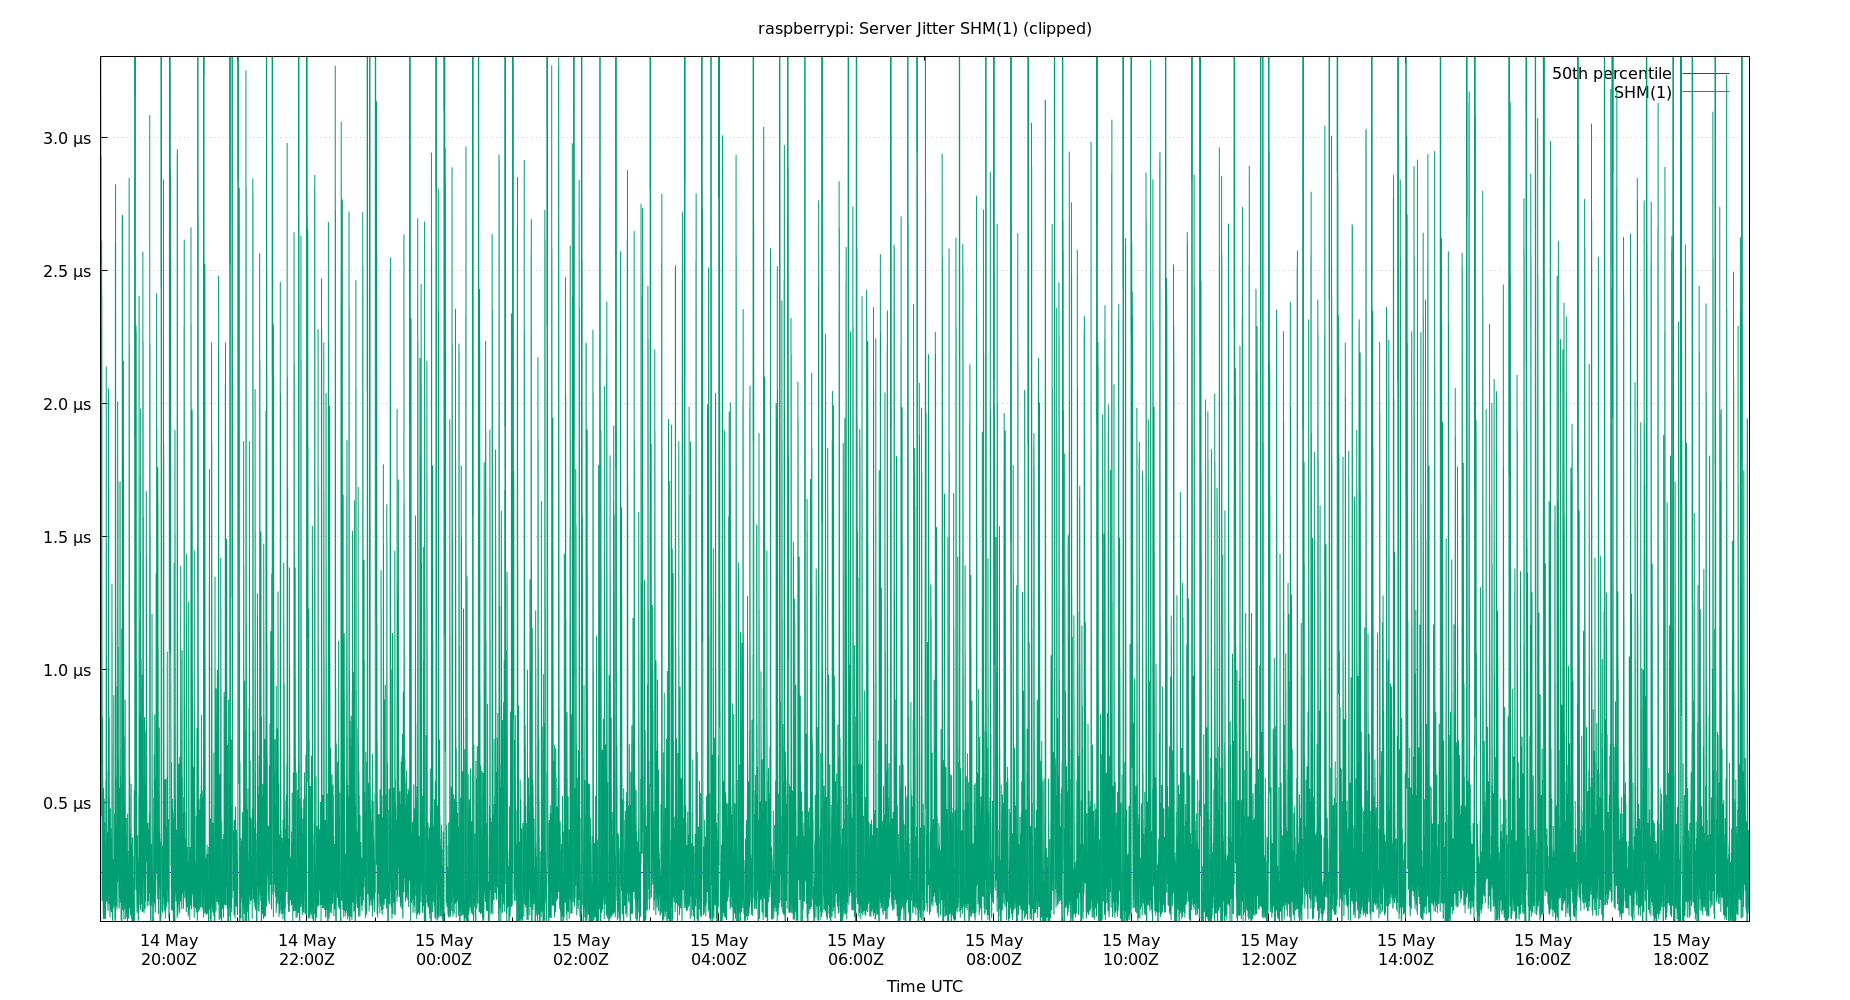 raspberrypi: Server Jitter SHM(1) (clipped)
50th percentile
SHM(1)
3.0 µs
2.5 µs
2.0 µs
1.5 µs
1.0 µs
0.5 µs
14 May 14 May 15 May 15 May 15 May 15 May 15 May 15 May 15 May 15 May 15 May 15 May
20:00Z 22:00Z 00:00Z 02:00Z 04:00Z 06:00Z 08:00Z 10:00Z 12:00Z 14:00Z 16:00Z 18:00Z
Time UTC